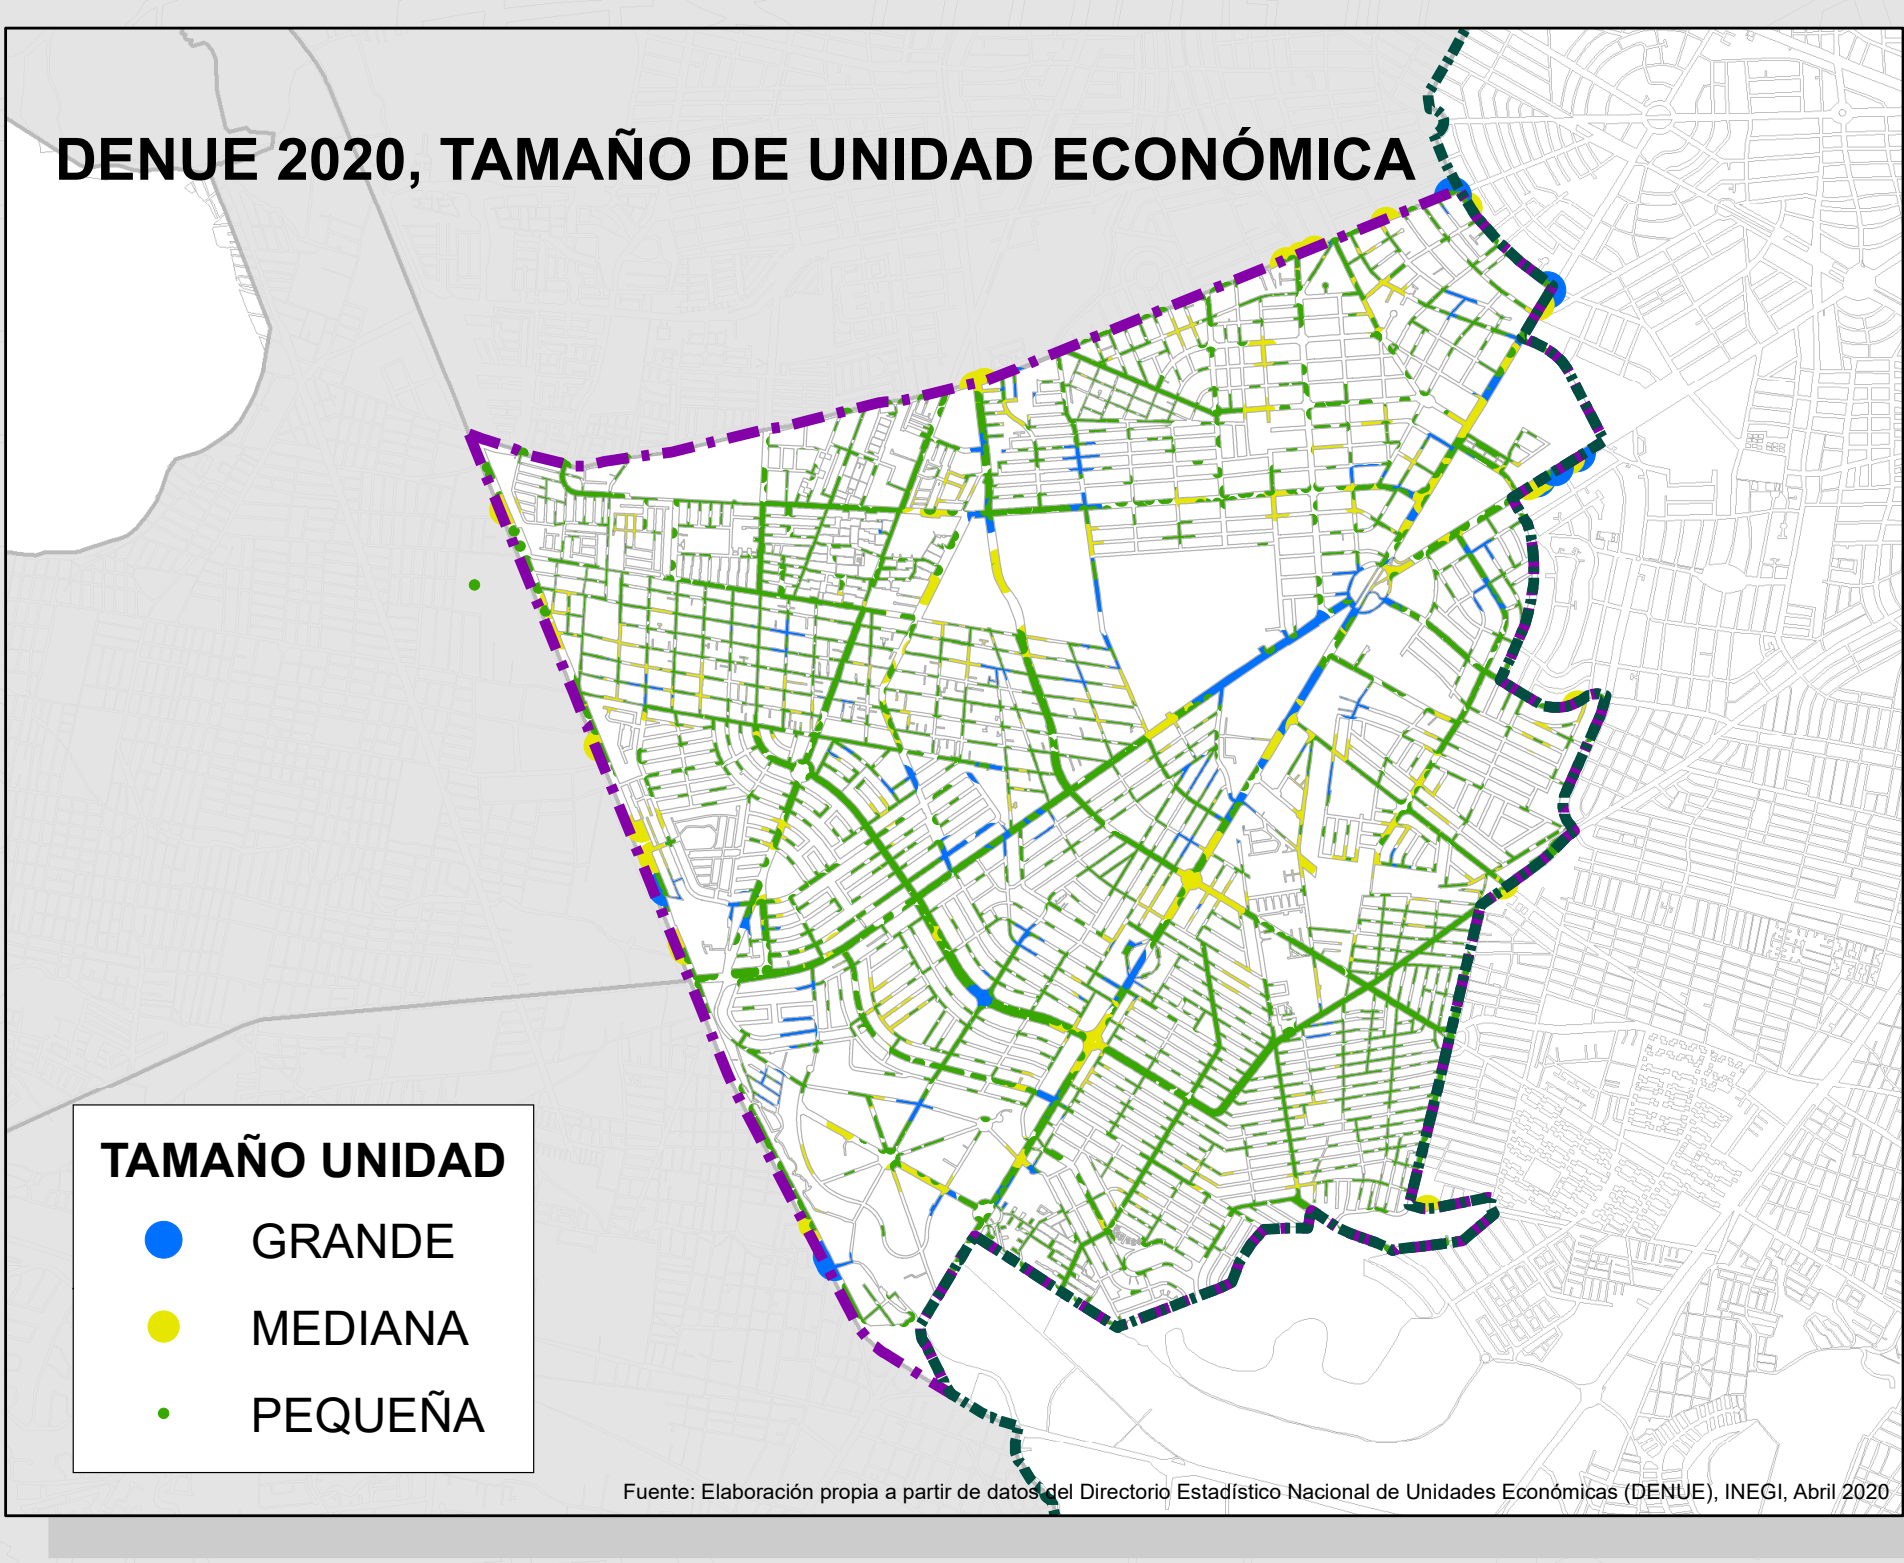 DENUE 2020, TAMAÑO DE UNIDAD ECONÓMICA
TAMAÑO UNIDAD
GRANDE
MEDIANA
PEQUEÑA
Fuente: Elaboración propia a partir de datos del Directorio Estadístico Nacional de Unidades Económicas (DENUE), INEGI, Abril 2020